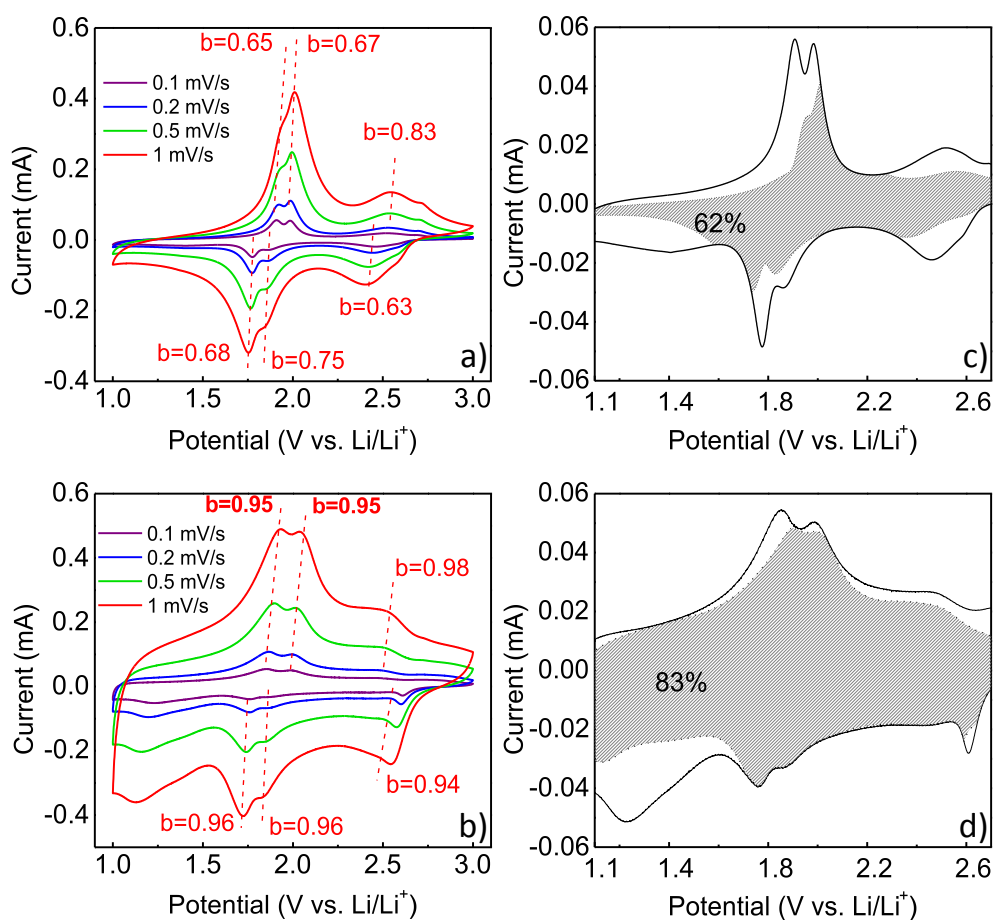 0.6
0.4
0.2
0.0
-0.2
-0.4
Current (mA)
1.0 1.5 2.0 2.5 3.0
Potential (V vs. Li/Li⁺)
0.1 mV/s
0.2 mV/s
0.5 mV/s
1 mV/s
b=0.65
b=0.67
b=0.83
b=0.63
b=0.68
b=0.75
a)
0.06
0.04
0.02
0.00
-0.02
-0.04
-0.06
Current (mA)
1.1 1.4 1.8 2.2 2.6
Potential (V vs. Li/Li⁺)
62%
c)
0.6
0.4
0.2
0.0
-0.2
-0.4
Current (mA)
1.0 1.5 2.0 2.5 3.0
Potential (V vs. Li/Li⁺)
0.1 mV/s
0.2 mV/s
0.5 mV/s
1 mV/s
b=0.95
b=0.95
b=0.98
b=0.94
b=0.96
b=0.96
b)
0.06
0.04
0.02
0.00
-0.02
-0.04
-0.06
Current (mA)
1.1 1.4 1.8 2.2 2.6
Potential (V vs. Li/Li⁺)
83%
d)